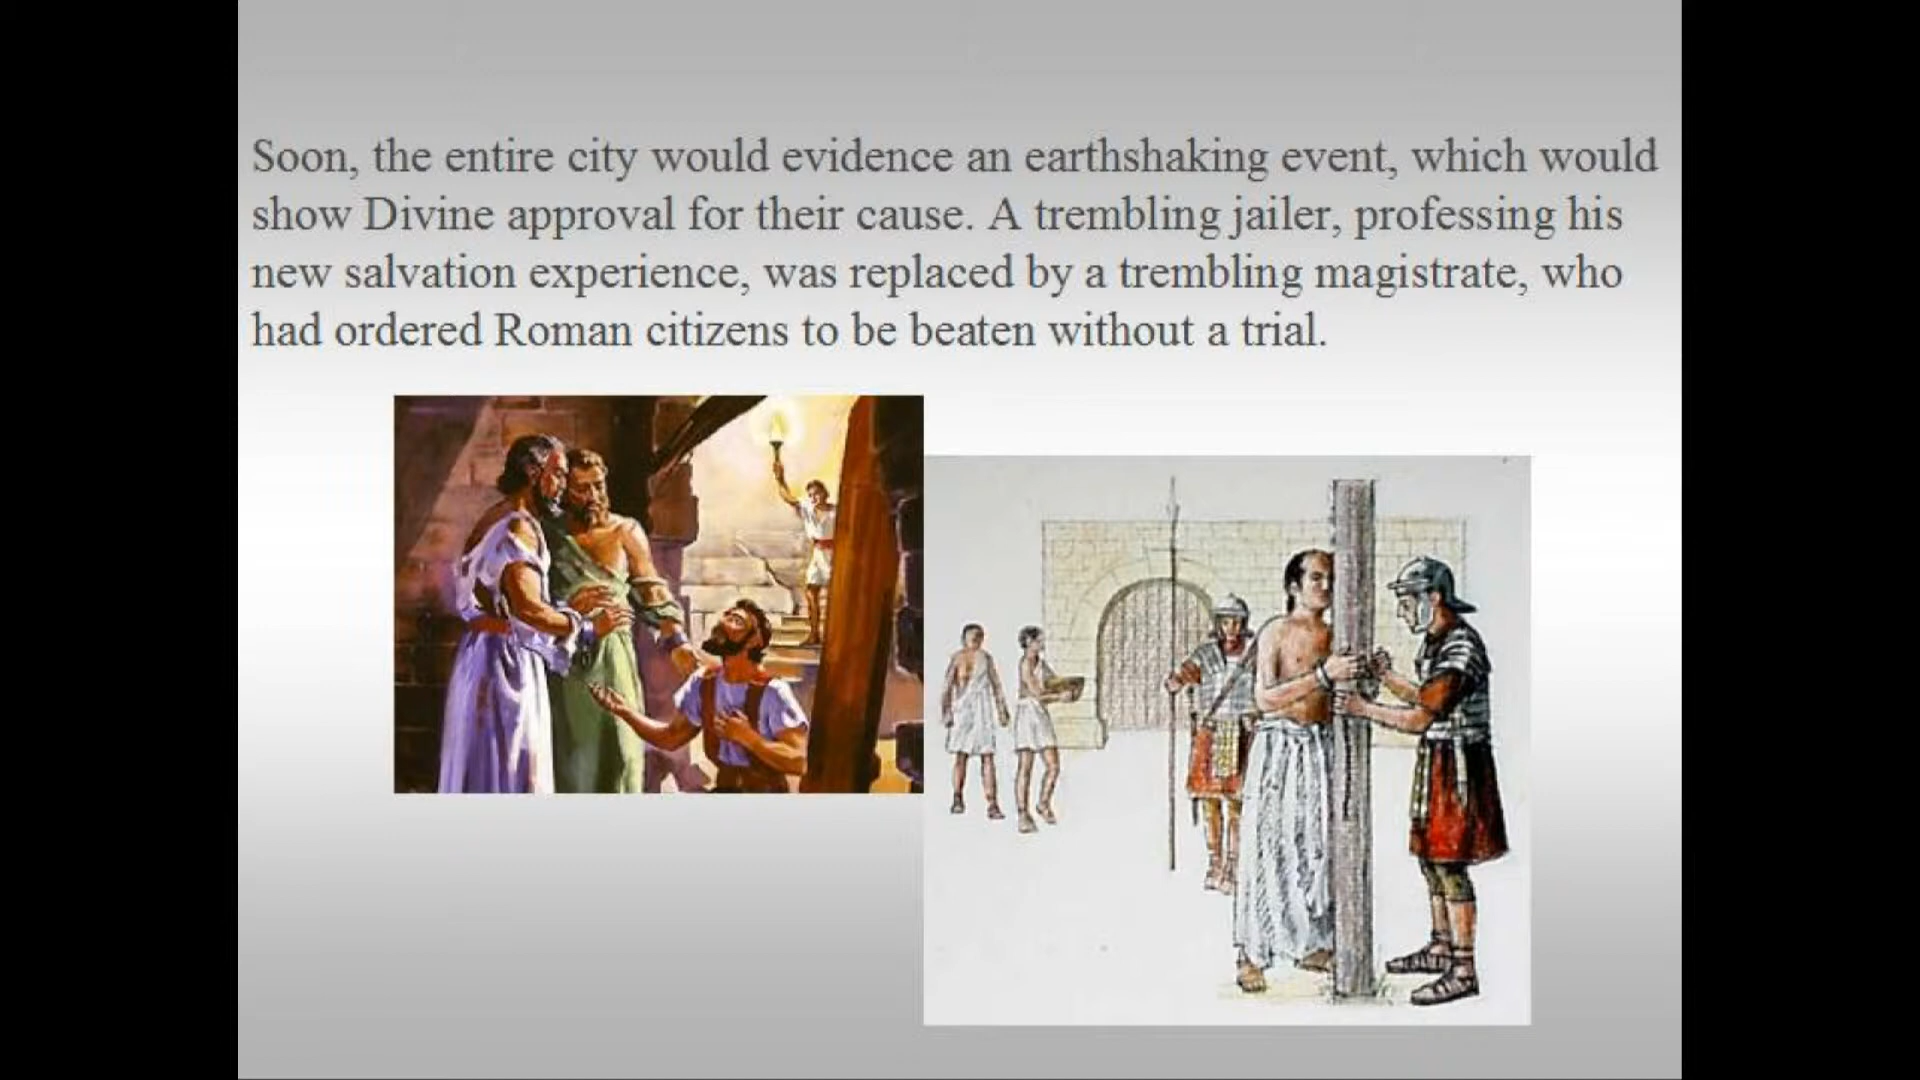 Soon, the entire city would evidence an earthshaking event, which would
show Divine approval for their cause. A trembling jailer, professing his
new salvation experience, was replaced by a trembling magistrate, who
had ordered Roman citizens to be beaten without a trial.